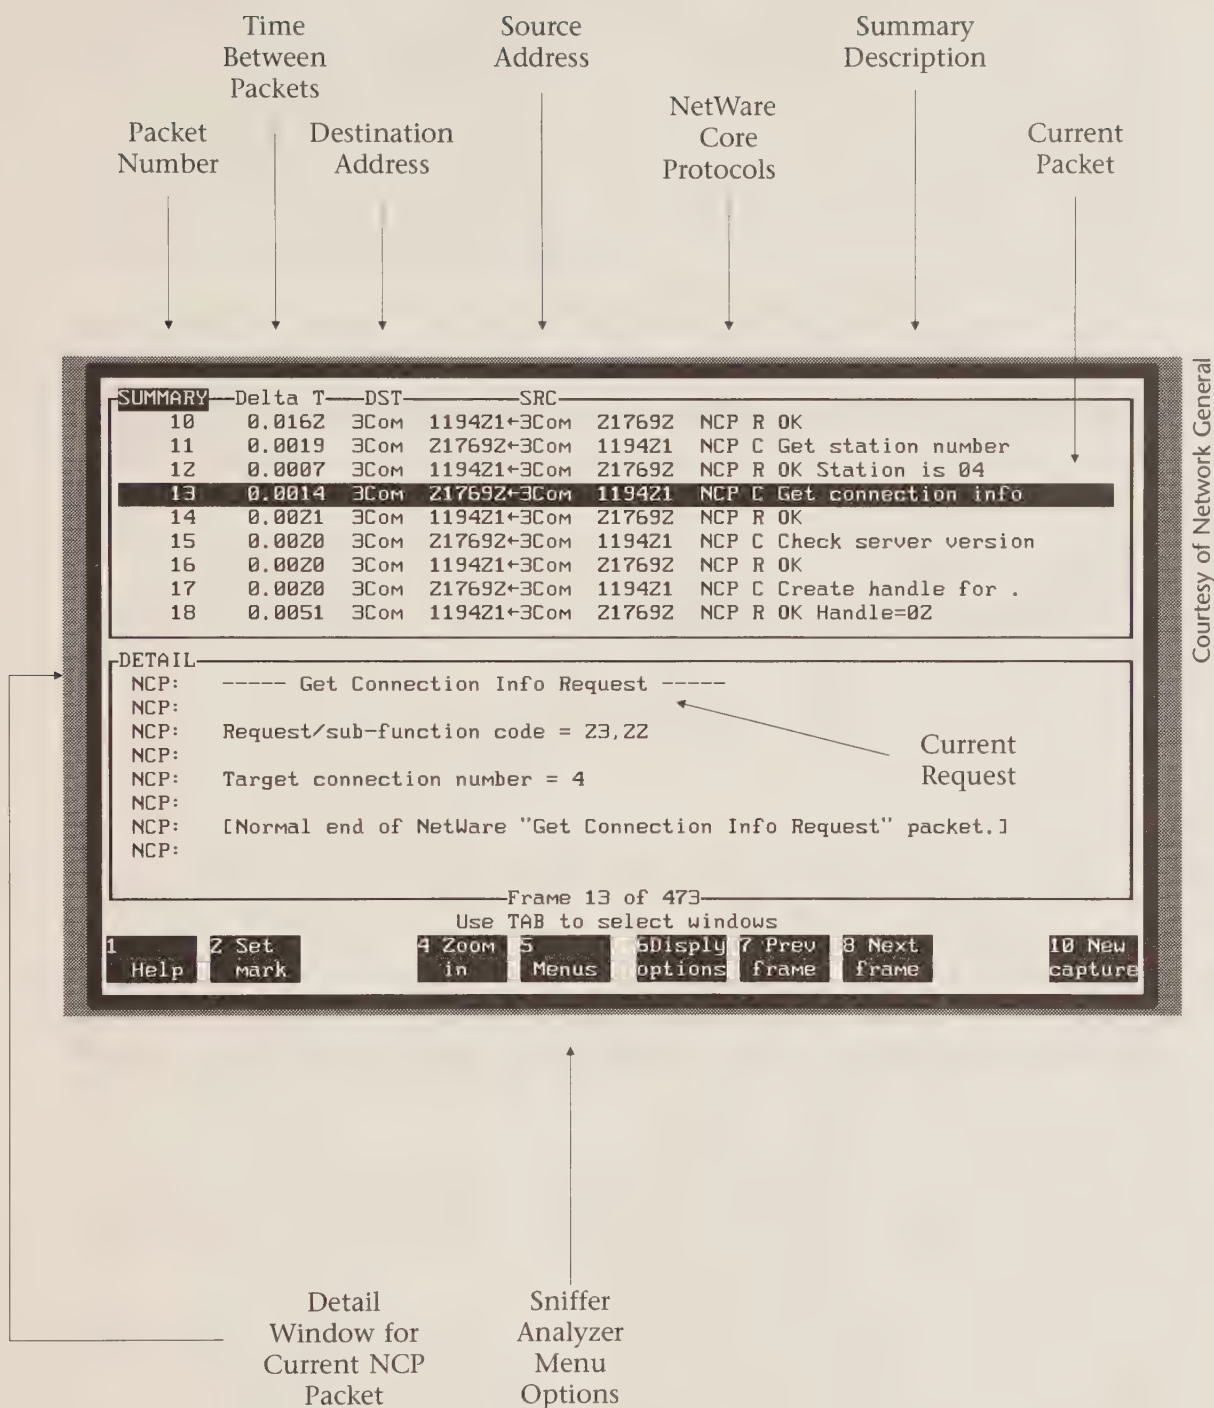 Time
Between
Packets
Source
Address
Summary
Description
Packet
Number
Destination
Address
NetWare
Core
Protocols
Current
Packet
SUMMARY—Delta T—DST—SRC
10 0.0162 3Com 119421←3Com 217692 NCP R OK
11 0.0019 3Com 217692←3Com 119421 NCP C Get station number
12 0.0007 3Com 119421←3Com 217692 NCP R OK Station is 04
13 0.0014 3Com 217692←3Com 119421 NCP C Get connection info
14 0.0021 3Com 119421←3Com 217692 NCP R OK
15 0.0020 3Com 217692←3Com 119421 NCP C Check server version
16 0.0020 3Com 119421←3Com 217692 NCP R OK
17 0.0020 3Com 217692←3Com 119421 NCP C Create handle for .
18 0.0051 3Com 119421←3Com 217692 NCP R OK Handle=02
DETAIL
NCP: ----- Get Connection Info Request -----
NCP:
NCP: Request/sub-function code = 23,22
NCP:
NCP: Target connection number = 4
NCP:
NCP: [Normal end of NetWare "Get Connection Info Request" packet.]
NCP:
Current
Request
Frame 13 of 473
Use TAB to select windows
1 Help
2 Set mark
4 Zoom in
5 Menus
6Disply options
7 Prev frame
8 Next frame
10 New capture
Courtesy of Network General
Detail
Window for
Current NCP
Packet
Sniffer
Analyzer
Menu
Options